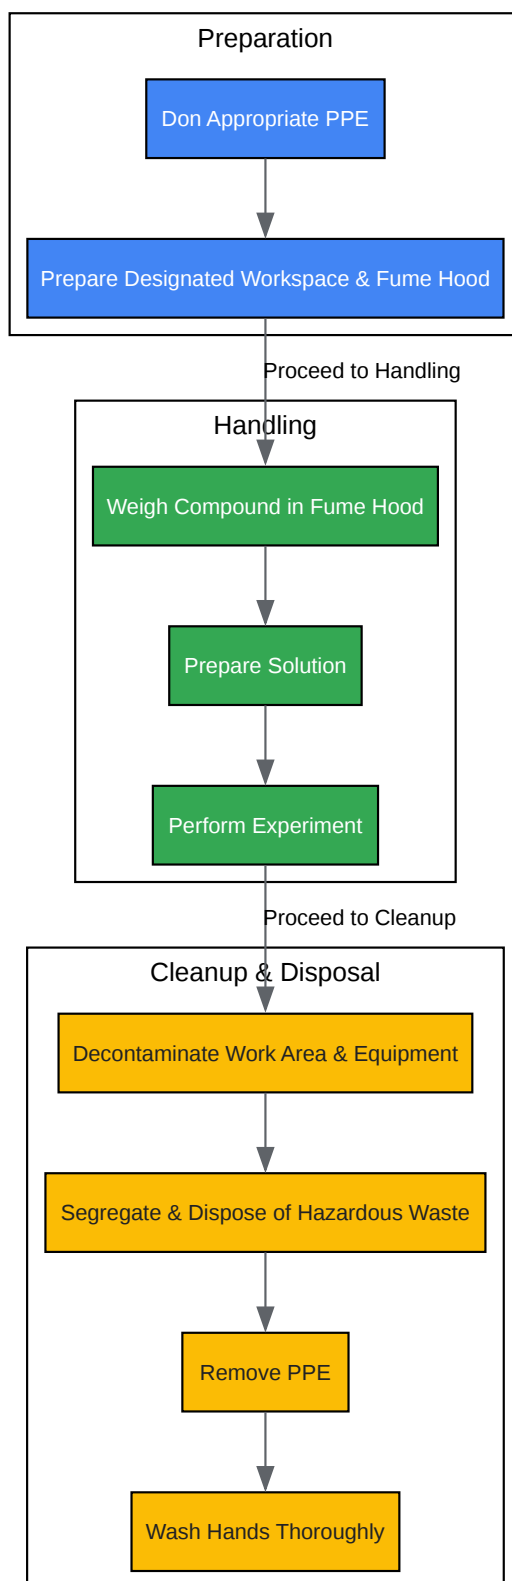 Preparation
Don Appropriate PPE
Prepare Designated Workspace & Fume Hood
Proceed to Handling
Handling
Weigh Compound in Fume Hood
Prepare Solution
Perform Experiment
Proceed to Cleanup
Cleanup & Disposal
Decontaminate Work Area & Equipment
Segregate & Dispose of Hazardous Waste
Remove PPE
Wash Hands Thoroughly